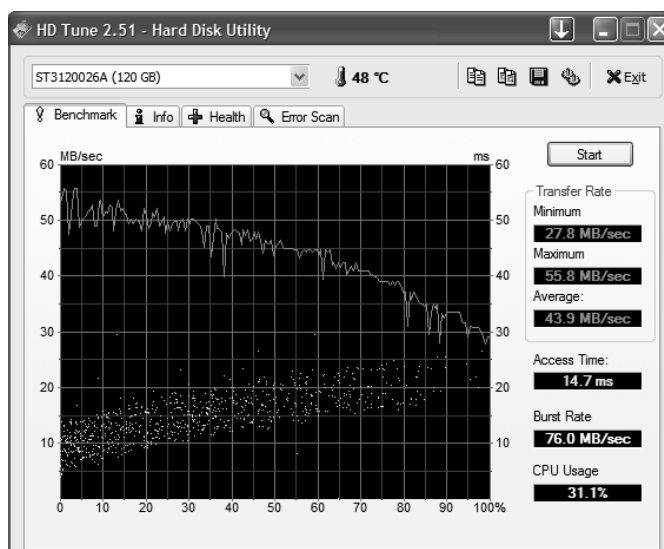 HD Tune 2.51 - Hard Disk Utility
ST3120026A (120 GB)
48 °C
Exit
Benchmark Info Health Error Scan
MB/sec ms
60 60
50 50
40 40
30 30
20 20
10 10
0 10 20 30 40 50 60 70 80 90 100%
Start
Transfer Rate
Minimum
27.8 MB/sec
Maximum
55.8 MB/sec
Average:
43.9 MB/sec
Access Time:
14.7 ms
Burst Rate
76.0 MB/sec
CPU Usage
31.1%